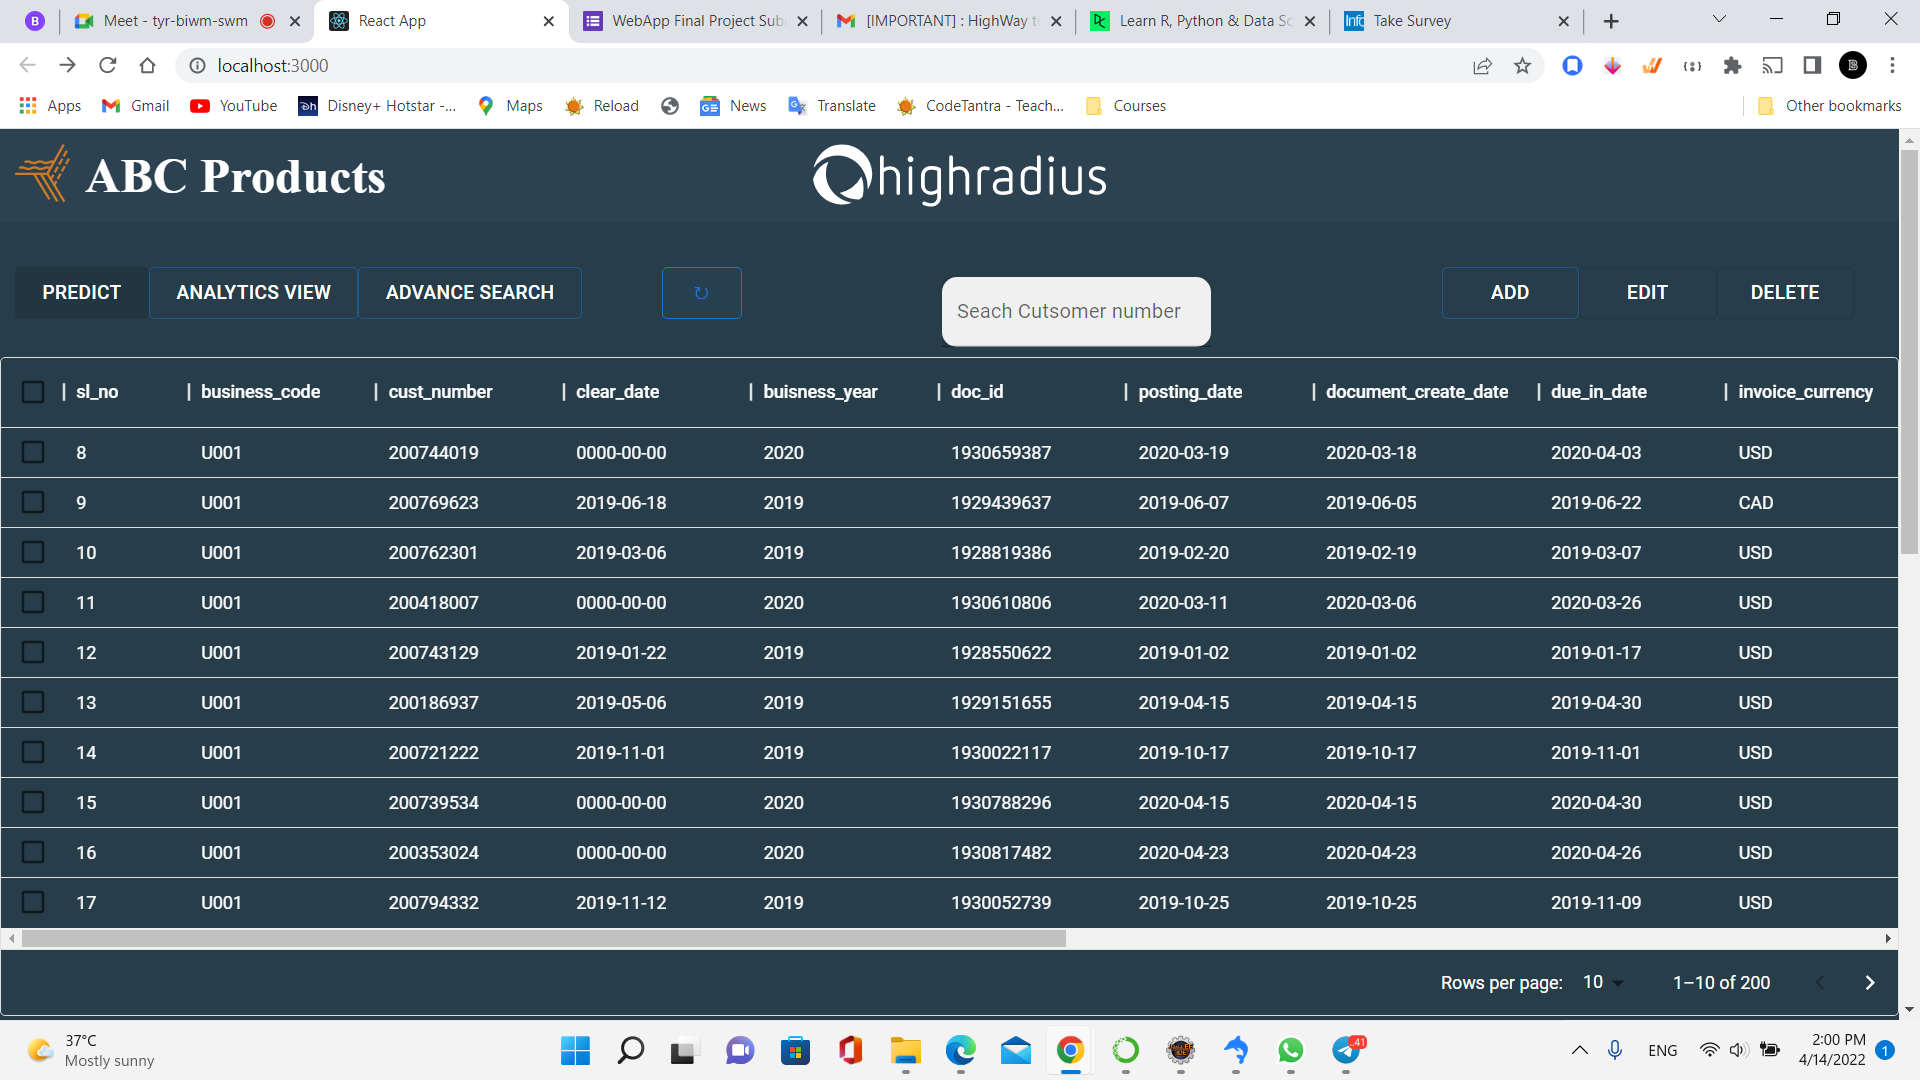 Meet - tyr-biwm-swm
React App
WebApp Final Project Sub
[IMPORTANT] : HighWay t
Learn R, Python & Data Sc
Take Survey
localhost:3000
Apps
Gmail
YouTube
Disney+ Hotstar -...
Maps
Reload
News
Translate
CodeTantra - Teach...
Courses
Other bookmarks
ABC Products
highradius
PREDICT
ANALYTICS VIEW
ADVANCE SEARCH
Seach Cutsomer number
ADD
EDIT
DELETE
sl_no business_code cust_number clear_date buisness_year doc_id posting_date document_create_date due_in_date invoice_currency
8 U001 200744019 0000-00-00 2020 1930659387 2020-03-19 2020-03-18 2020-04-03 USD
9 U001 200769623 2019-06-18 2019 1929439637 2019-06-07 2019-06-05 2019-06-22 CAD
10 U001 200762301 2019-03-06 2019 1928819386 2019-02-20 2019-02-19 2019-03-07 USD
11 U001 200418007 0000-00-00 2020 1930610806 2020-03-11 2020-03-06 2020-03-26 USD
12 U001 200743129 2019-01-22 2019 1928550622 2019-01-02 2019-01-02 2019-01-17 USD
13 U001 200186937 2019-05-06 2019 1929151655 2019-04-15 2019-04-15 2019-04-30 USD
14 U001 200721222 2019-11-01 2019 1930022117 2019-10-17 2019-10-17 2019-11-01 USD
15 U001 200739534 0000-00-00 2020 1930788296 2020-04-15 2020-04-15 2020-04-30 USD
16 U001 200353024 0000-00-00 2020 1930817482 2020-04-23 2020-04-23 2020-04-26 USD
17 U001 200794332 2019-11-12 2019 1930052739 2019-10-25 2019-10-25 2019-11-09 USD
Rows per page: 10 1–10 of 200
37°C
Mostly sunny
41
ENG
2:00 PM
4/14/2022
1